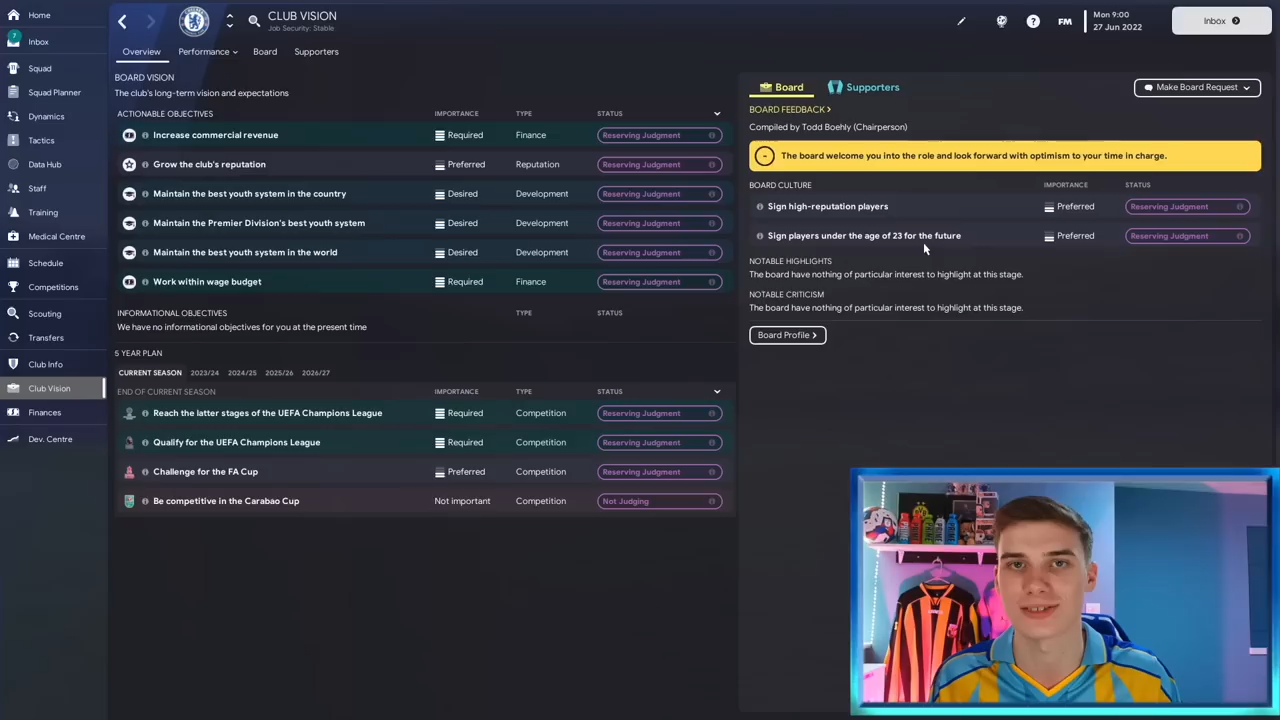 Home
7
Inbox
Squad
Squad Planner
Dynamics
Tactics
Data Hub
Staff
Training
Medical Centre
Schedule
Competitions
Scouting
Transfers
Club Info
Club Vision
Finances
Dev. Centre
CLUB VISION
Job Security: Stable
FM
Mon 9:00
27 Jun 2022
Inbox
Overview Performance Board Supporters
BOARD VISION
The club's long-term vision and expectations
ACTIONABLE OBJECTIVES IMPORTANCE TYPE STATUS
Increase commercial revenue Required Finance Reserving Judgment
Grow the club's reputation Preferred Reputation Reserving Judgment
Maintain the best youth system in the country Desired Development Reserving Judgment
Maintain the Premier Division's best youth system Desired Development Reserving Judgment
Maintain the best youth system in the world Desired Development Reserving Judgment
Work within wage budget Required Finance Reserving Judgment
INFORMATIONAL OBJECTIVES TYPE STATUS
We have no informational objectives for you at the present time
5 YEAR PLAN
CURRENT SEASON 2023/24 2024/25 2025/26 2026/27
END OF CURRENT SEASON IMPORTANCE TYPE STATUS
Reach the latter stages of the UEFA Champions League Required Competition Reserving Judgment
Qualify for the UEFA Champions League Required Competition Reserving Judgment
Challenge for the FA Cup Preferred Competition Reserving Judgment
Be competitive in the Carabao Cup Not important Competition Not Judging
Board Supporters Make Board Request
BOARD FEEDBACK >
Compiled by Todd Boehly (Chairperson)
- The board welcome you into the role and look forward with optimism to your time in charge.
BOARD CULTURE IMPORTANCE STATUS
Sign high-reputation players Preferred Reserving Judgment
Sign players under the age of 23 for the future Preferred Reserving Judgment
NOTABLE HIGHLIGHTS
The board have nothing of particular interest to highlight at this stage.
NOTABLE CRITICISM
The board have nothing of particular interest to highlight at this stage.
Board Profile >